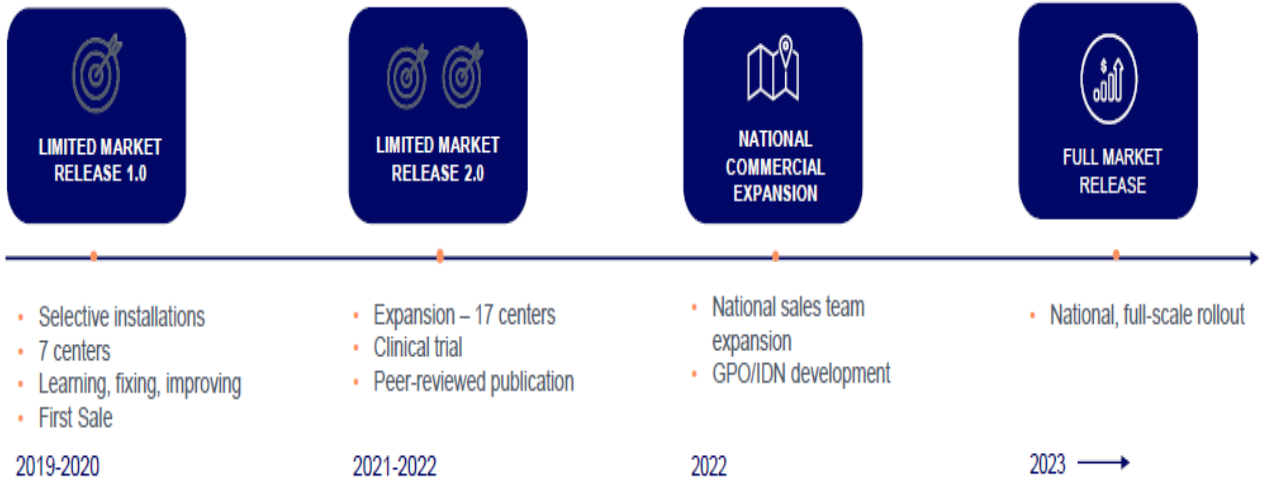 LIMITED MARKET
RELEASE 1.0
• Selective installations
• 7 centers
• Learning, fixing, improving
• First Sale
2019-2020
LIMITED MARKET
RELEASE 2.0
• Expansion – 17 centers
• Clinical trial
• Peer-reviewed publication
2021-2022
NATIONAL
COMMERCIAL
EXPANSION
• National sales team
expansion
• GPO/IDN development
2022
$
FULL MARKET
RELEASE
• National, full-scale rollout
2023